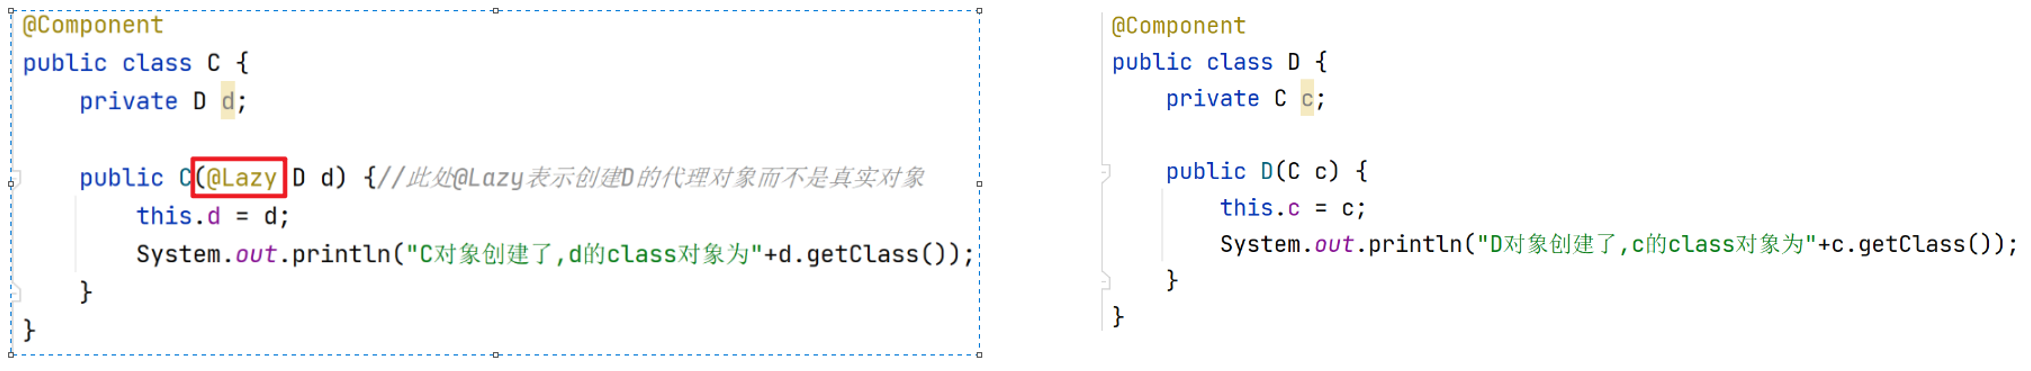 @Component
public class C {
    private D d;
    public C(@Lazy D d) {//此处@Lazy表示创建D的代理对象而不是真实对象
        this.d = d;
        System.out.println("C对象创建了,d的class对象为"+d.getClass());
    }
}
@Component
public class D {
    private C c;
    public D(C c) {
        this.c = c;
        System.out.println("D对象创建了,c的class对象为"+c.getClass());
    }
}